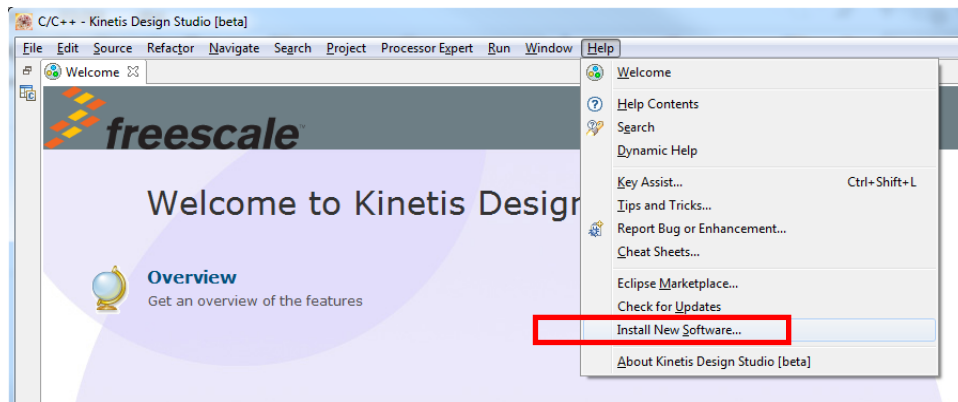 C/C++ - Kinetis Design Studio [beta]
File Edit Source Refactor Navigate Search Project Processor Expert Run Window Help
Welcome
freescale™
Welcome to Kinetis Desigr
Overview
Get an overview of the features
Welcome
Help Contents
Search
Dynamic Help
Key Assist... Ctrl+Shift+L
Tips and Tricks...
Report Bug or Enhancement...
Cheat Sheets...
Eclipse Marketplace...
Check for Updates
Install New Software...
About Kinetis Design Studio [beta]